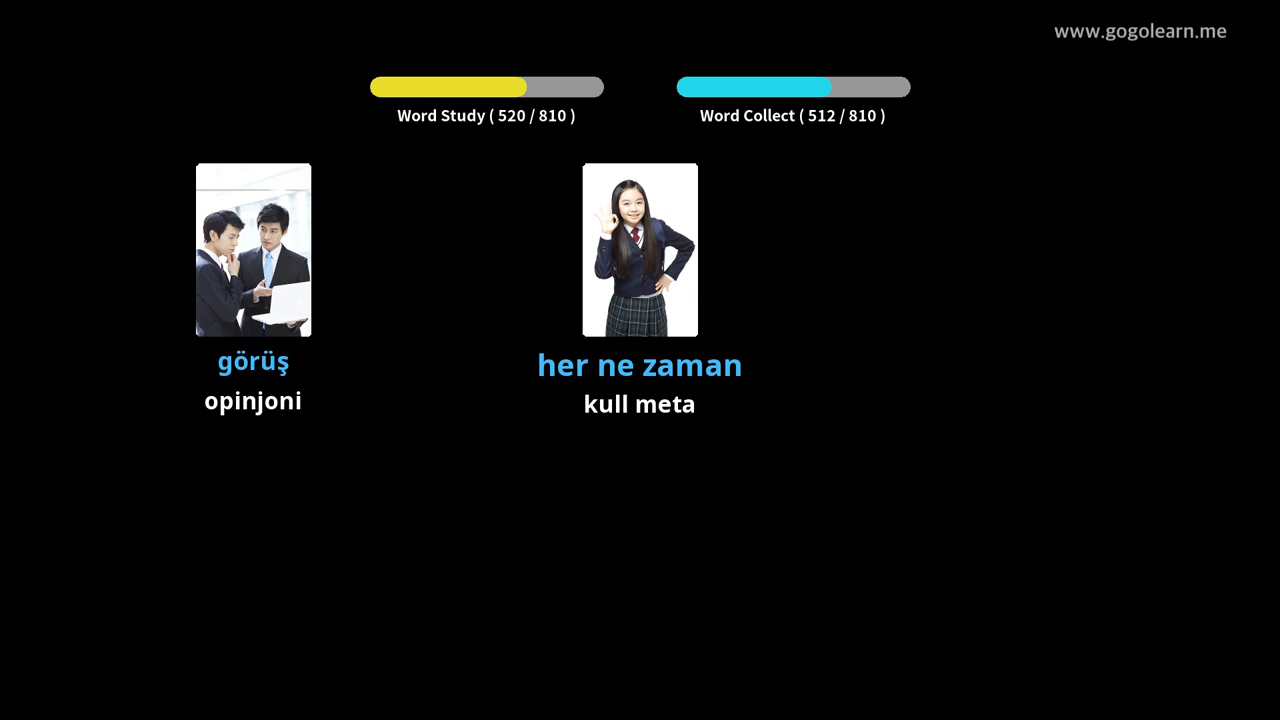 www.gogolearn.me
Word Study ( 520 / 810 )
Word Collect ( 512 / 810 )
görüş
opinjoni
her ne zaman
kull meta